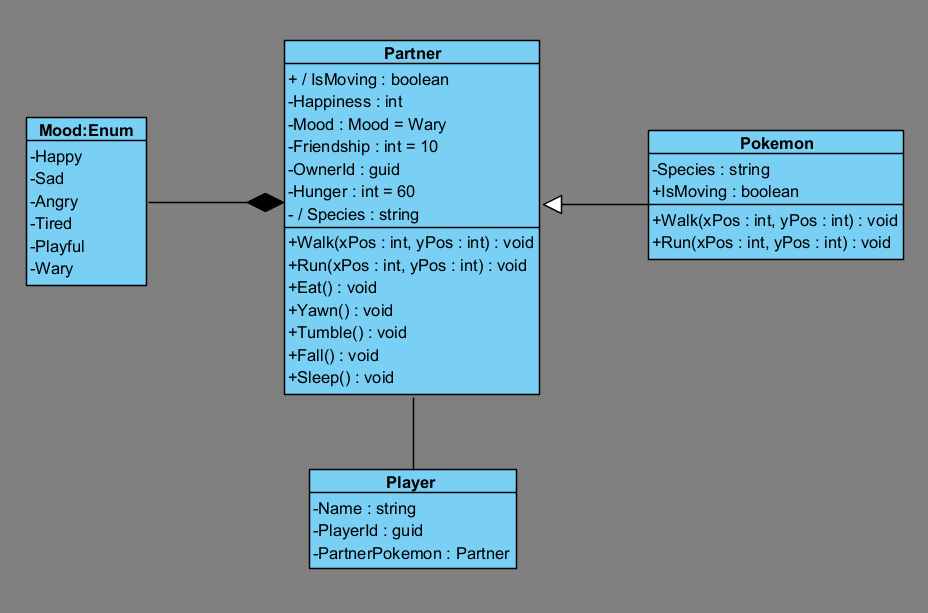 Partner
+ / IsMoving : boolean
-Happiness : int
-Mood : Mood = Wary
-Friendship : int = 10
-OwnerId : guid
-Hunger : int = 60
- / Species : string
+Walk(xPos : int, yPos : int) : void
+Run(xPos : int, yPos : int) : void
+Eat() : void
+Yawn() : void
+Tumble() : void
+Fall() : void
+Sleep() : void
Mood:Enum
-Happy
-Sad
-Angry
-Tired
-Playful
-Wary
Pokemon
-Species : string
+IsMoving : boolean
+Walk(xPos : int, yPos : int) : void
+Run(xPos : int, yPos : int) : void
Player
-Name : string
-PlayerId : guid
-PartnerPokemon : Partner